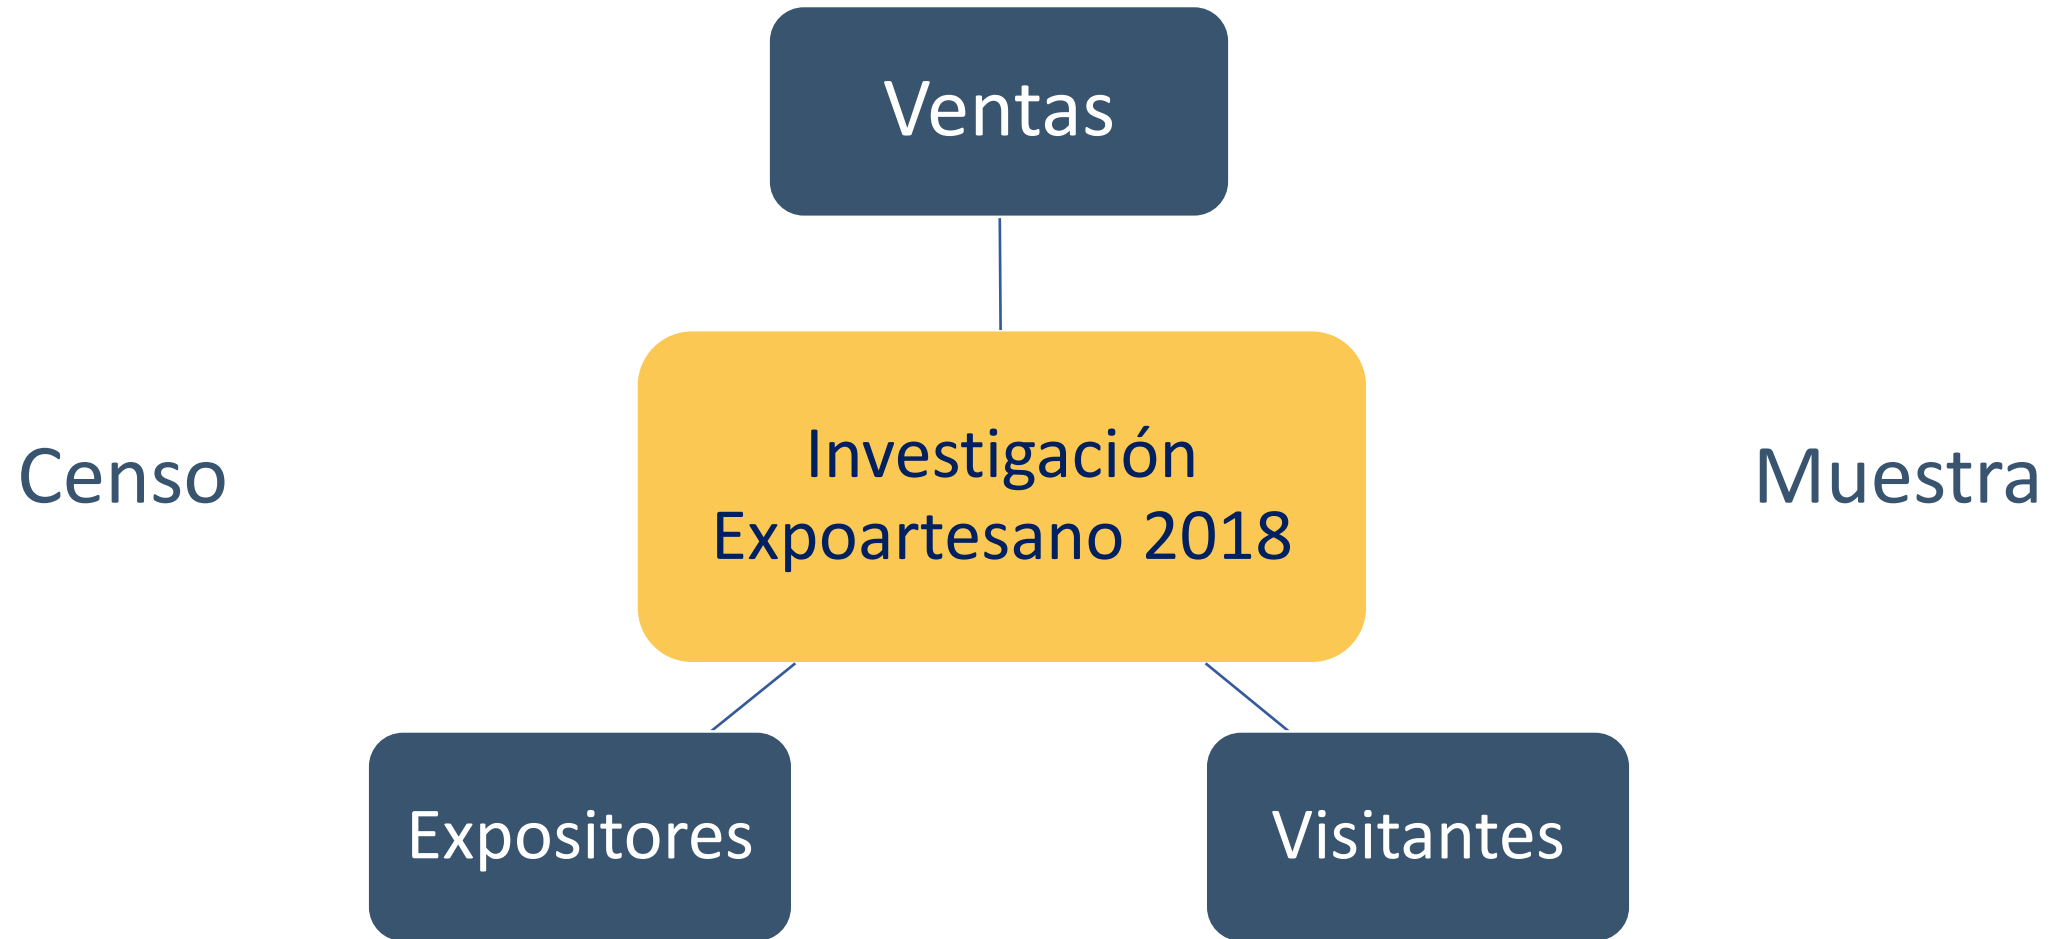 Ventas
Censo
Investigación
Expoartesano 2018
Muestra
Expositores
Visitantes